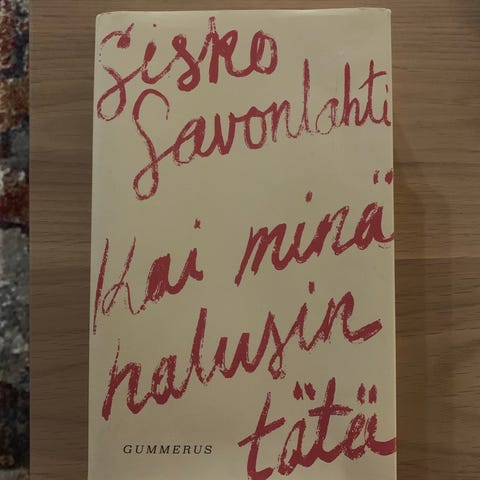 Sisko
Savonlahti
Kai minä
halusin
tätä
GUMMERUS